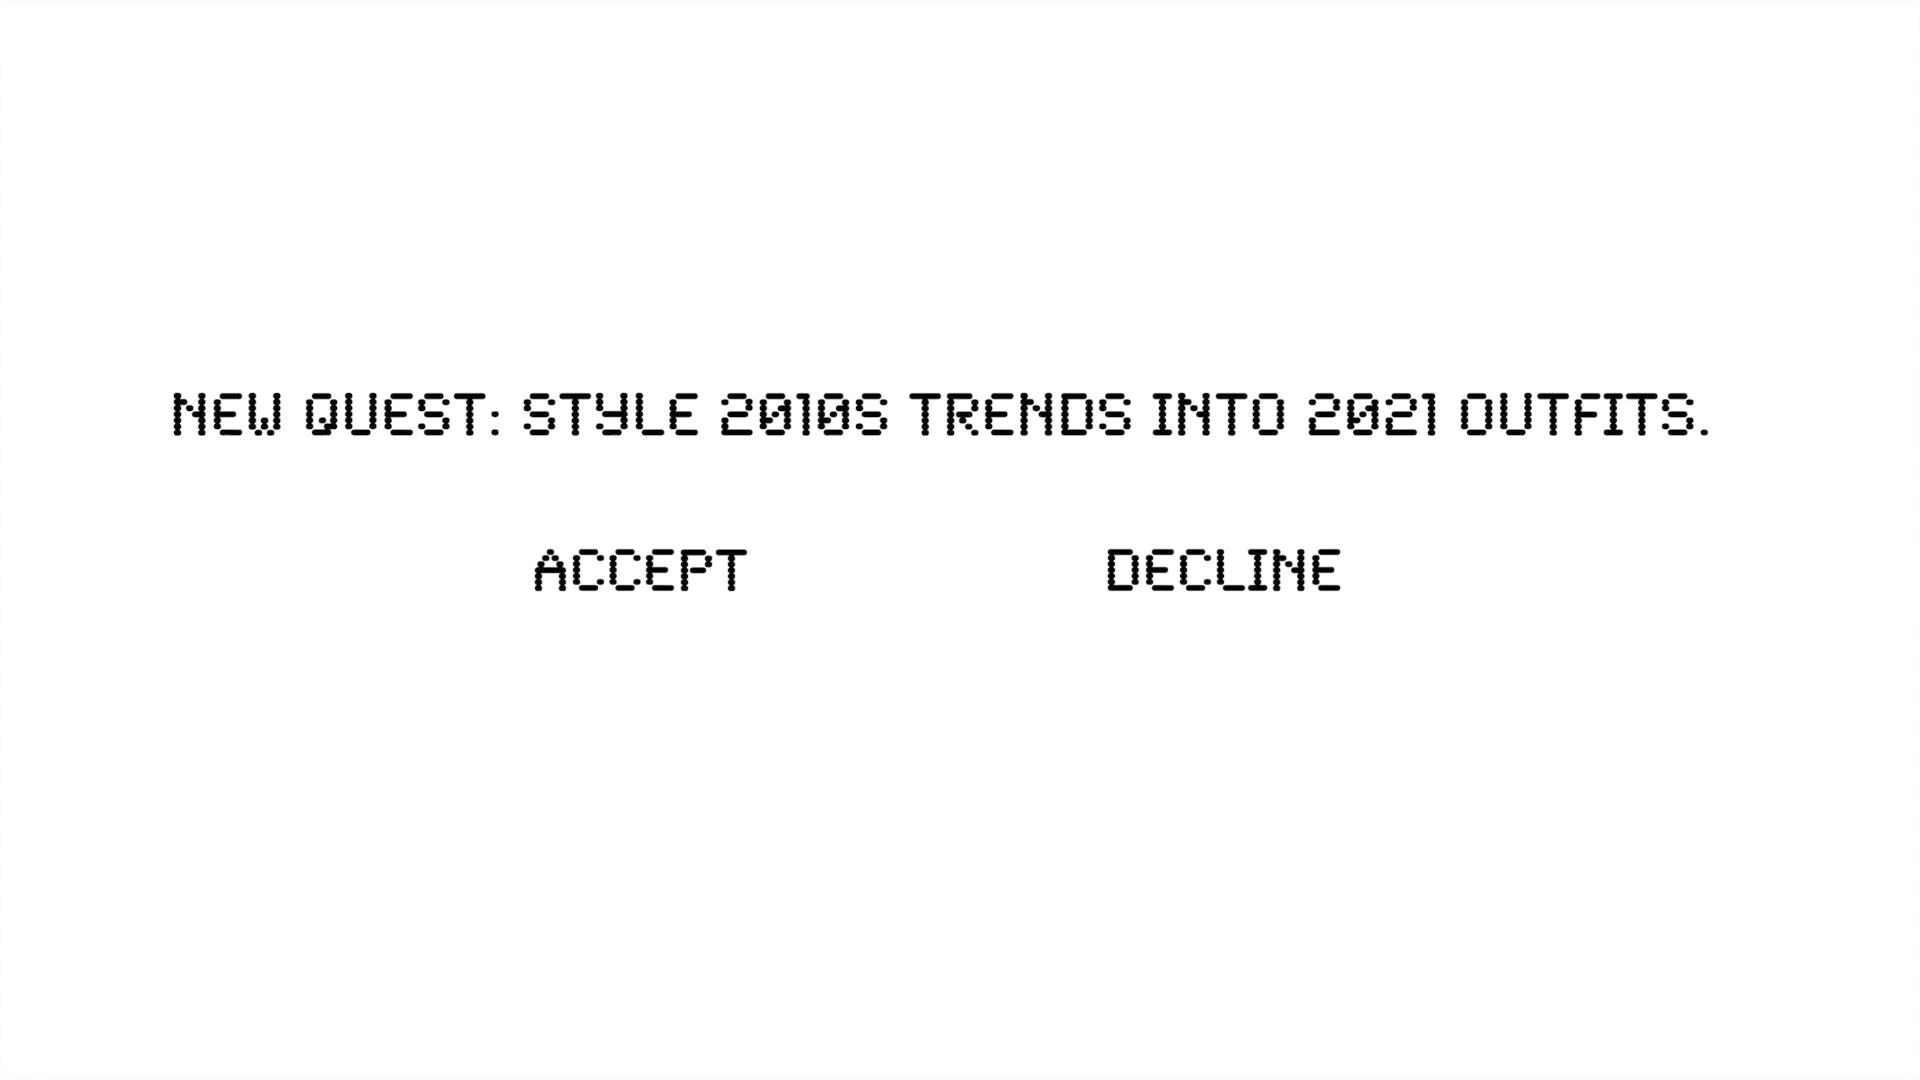 NEW QUEST: STYLE 2010S TRENDS INTO 2021 OUTFITS.
ACCEPT DECLINE